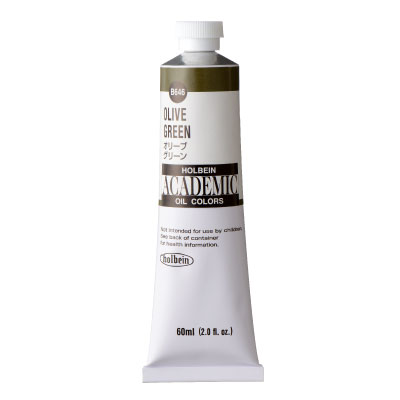 B646
OLIVE
GREEN
オリーブ
グリーン
HOLBEIN
ACADEMIC
OIL COLORS
Not intended for use by children.
See back of container
for health information.
holbein
60ml (2.0 fl. oz.)